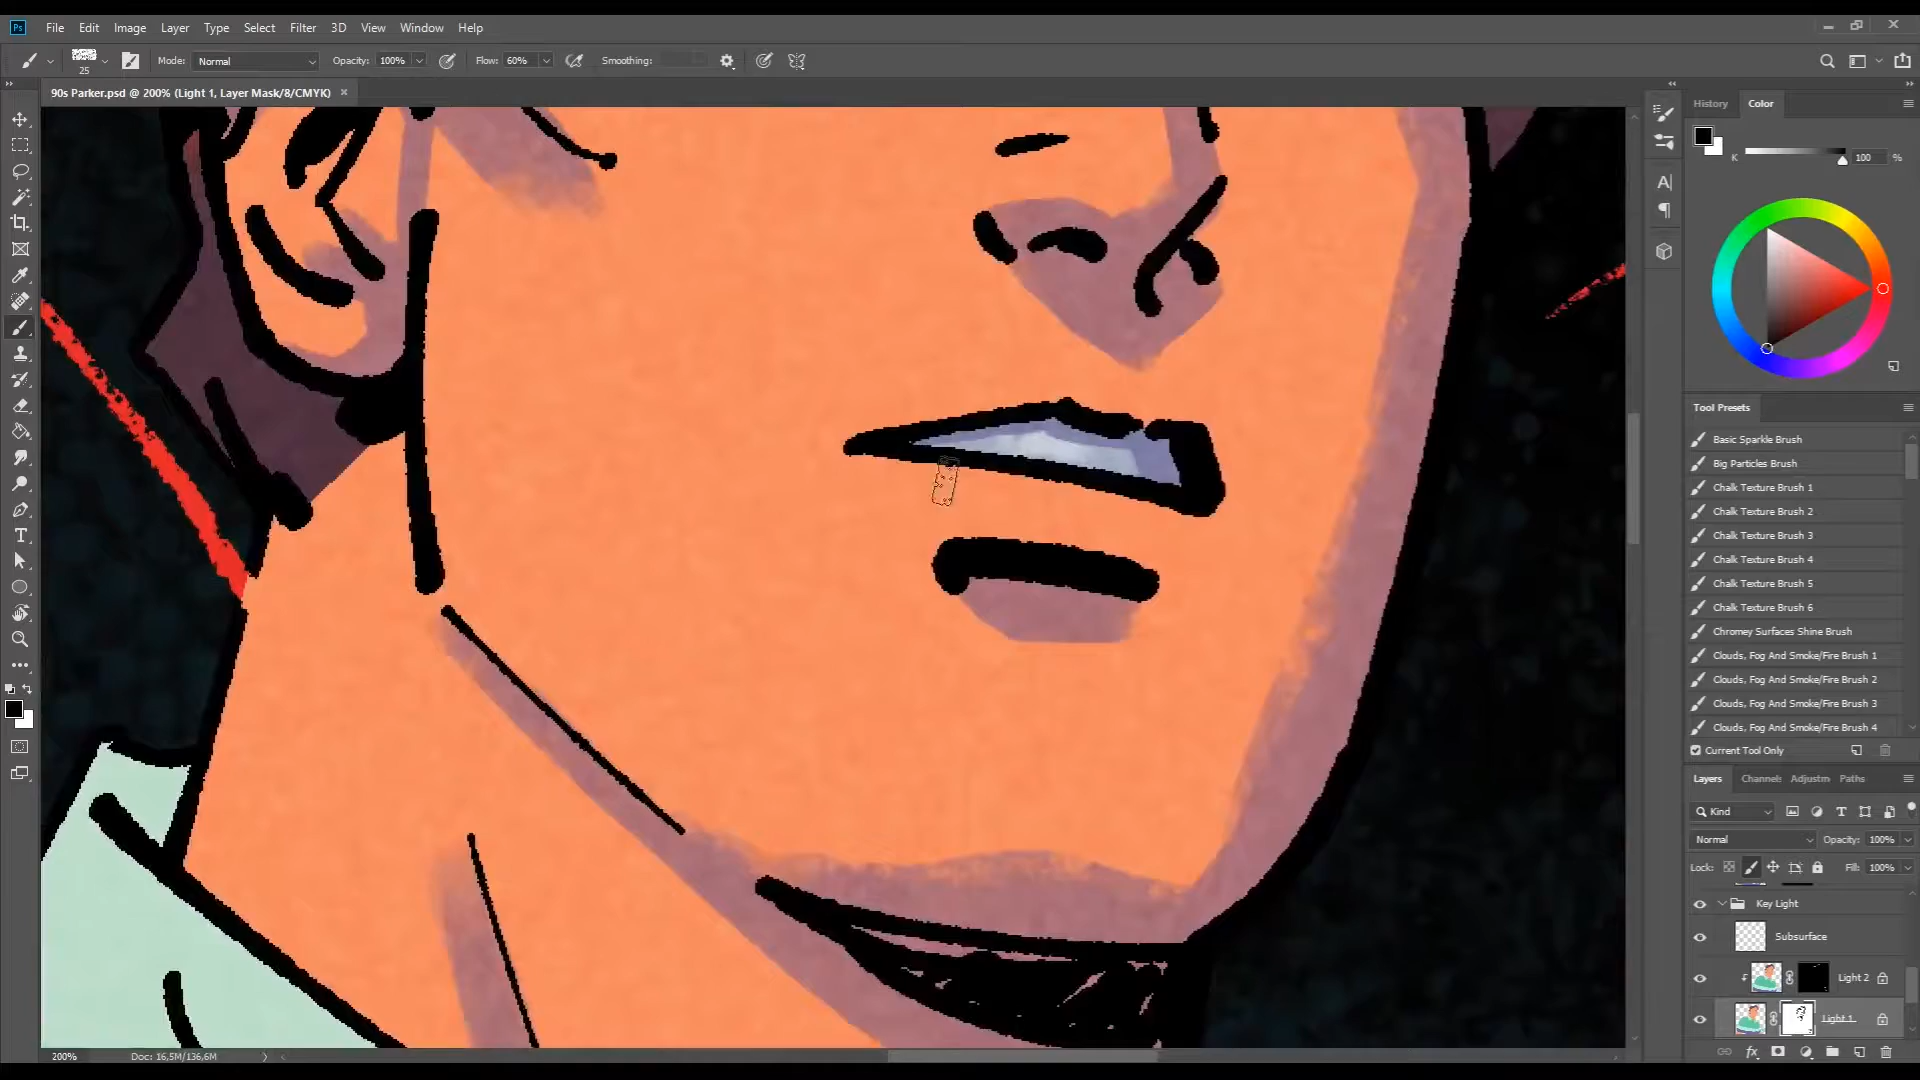 Ps File Edit Image Layer Type Select Filter 3D View Window Help
25 Mode: Normal Opacity: 100% Flow: 60% Smoothing:
90s Parker.psd @ 200% (Light 1, Layer Mask/8/CMYK) ×
History Color
K 100 %
Tool Presets
Basic Sparkle Brush
Big Particles Brush
Chalk Texture Brush 1
Chalk Texture Brush 2
Chalk Texture Brush 3
Chalk Texture Brush 4
Chalk Texture Brush 5
Chalk Texture Brush 6
Chromey Surfaces Shine Brush
Clouds, Fog And Smoke/Fire Brush 1
Clouds, Fog And Smoke/Fire Brush 2
Clouds, Fog And Smoke/Fire Brush 3
Clouds, Fog And Smoke/Fire Brush 4
Current Tool Only
Layers Channel Adjustm Paths
Kind
Normal Opacity: 100%
Lock: Fill: 100%
Key Light
Subsurface
Light 2
Light 1
200% Doc: 16,5M/136,6M